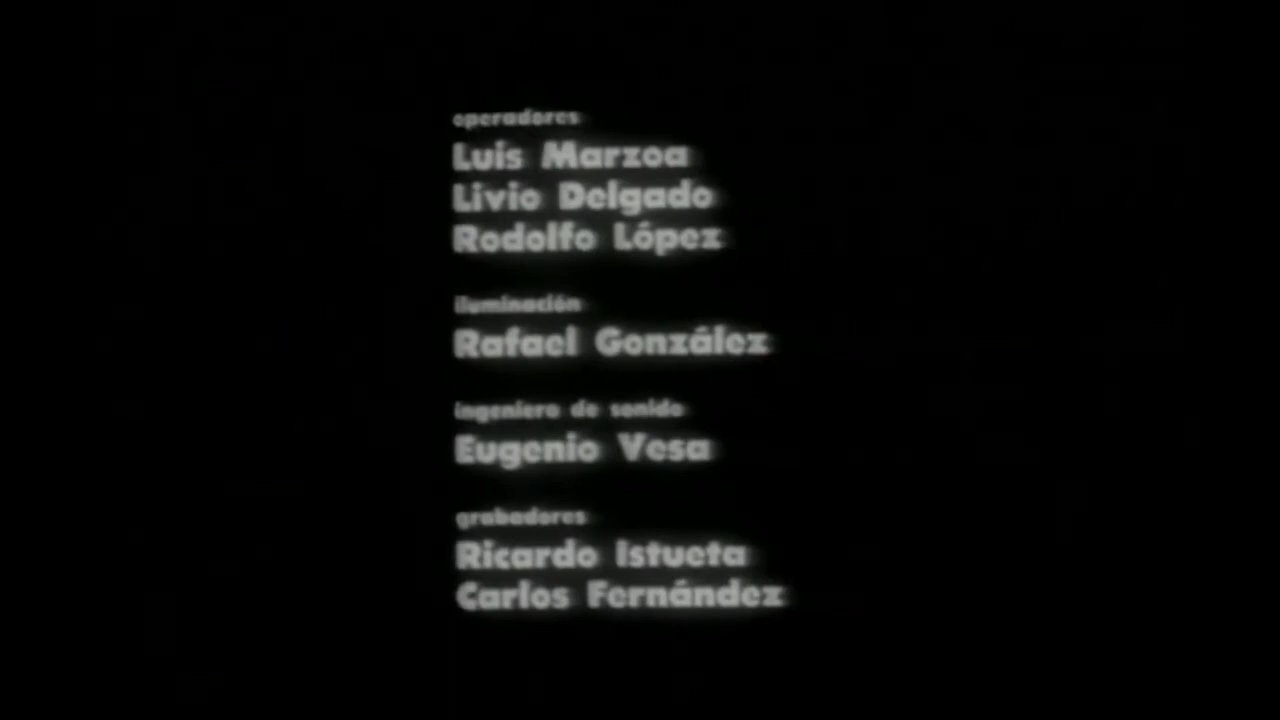 operadores
Luis Marzoa
Livio Delgado
Rodolfo López
iluminación
Rafael González
ingeniero de sonido
Eugenio Vesa
grabadores
Ricardo Istueta
Carlos Fernández